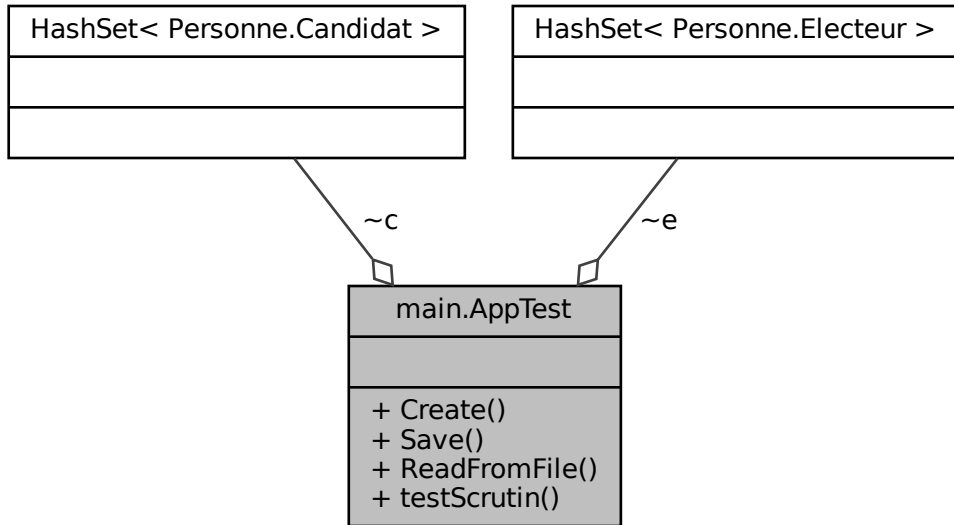 HashSet< Personne.Candidat >
HashSet< Personne.Electeur >
~c
~e
main.AppTest
+ Create()
+ Save()
+ ReadFromFile()
+ testScrutin()